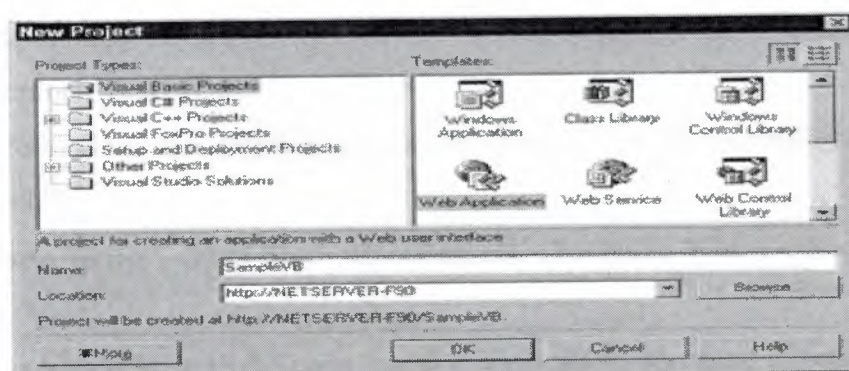 New Project
Project Types:
Templates:
Visual Basic Projects
Visual C# Projects
Visual C++ Projects
Visual FoxPro Projects
Setup and Deployment Projects
Other Projects
Visual Studio Solutions
Windows Application
Class Library
Windows Control Library
Web Application
Web Service
Web Control Library
A project for creating an application with a Web user interface
Name:
SampleVB
Location:
http://NETSERVER-F90
Browse
Project will be created at http://NETSERVER-F90/SampleVB.
More
OK
Cancel
Help